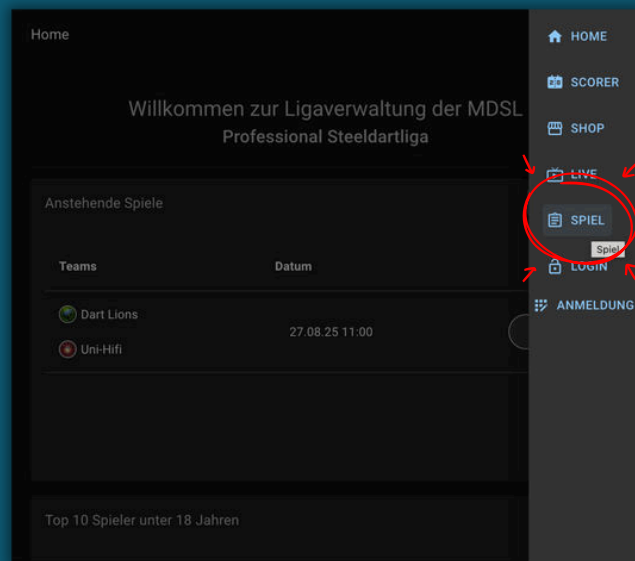 Home
Willkommen zur Ligaverwaltung der MDSL
Professional Steeldartliga
Anstehende Spiele
Teams Datum
Dart Lions
27.08.25 11:00
Uni-Hifi
Top 10 Spieler unter 18 Jahren
HOME
SCORER
SHOP
LIVE
SPIEL
Spiel
LOGIN
ANMELDUNG